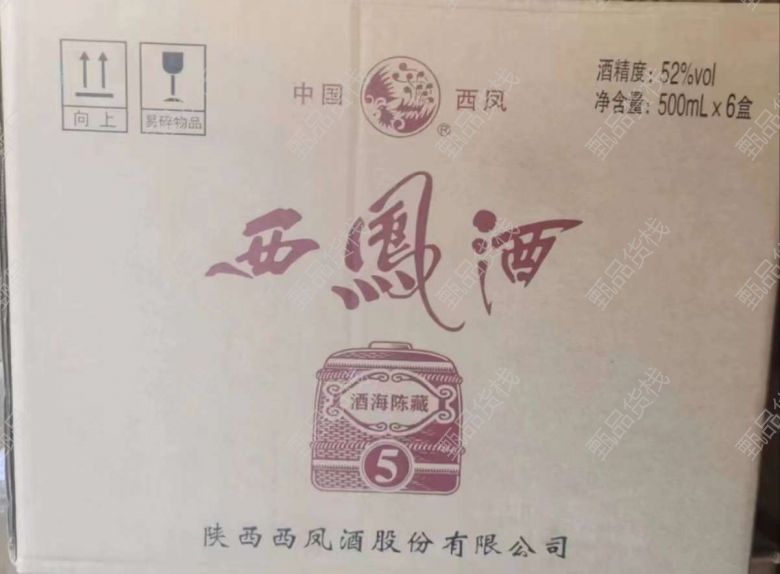 向上
易碎物品
中国 西凤
®
酒精度：52%vol
净含量：500mL x 6盒
西鳳酒
酒海陈藏
5
陕西西凤酒股份有限公司
甄品货栈